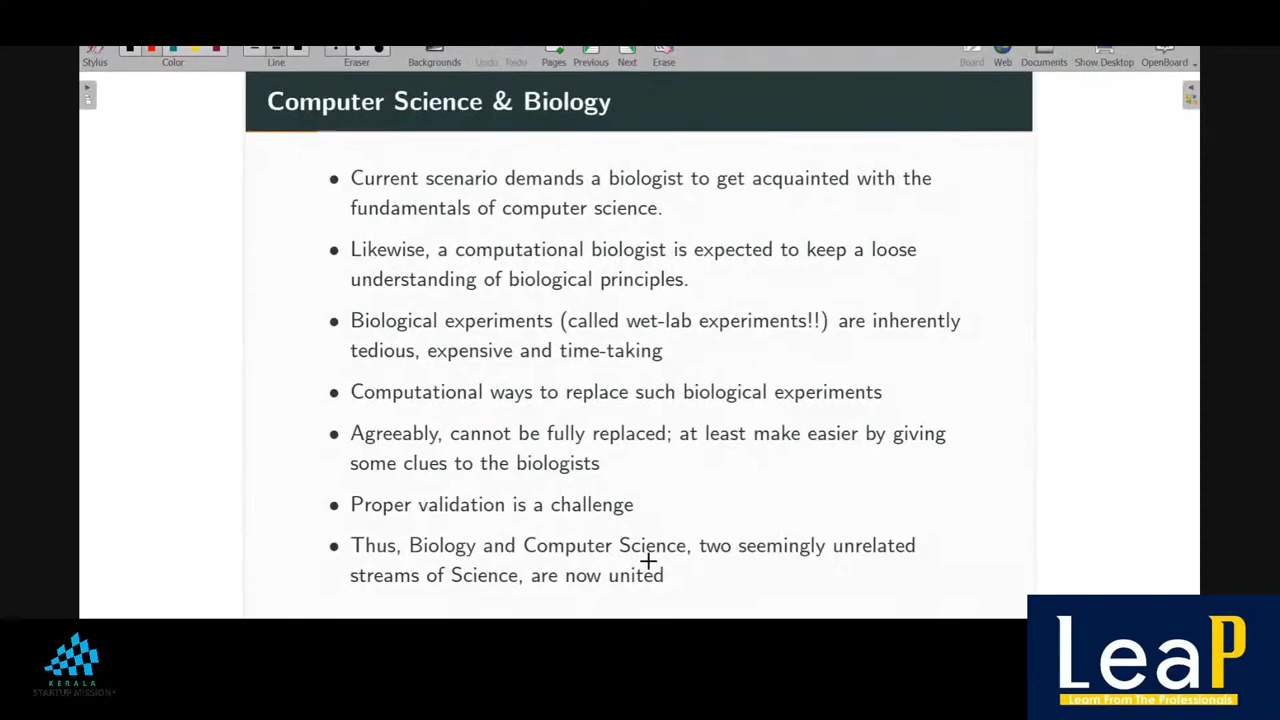 Stylus
Color
Line
Eraser
Backgrounds
Undo
Redo
Pages
Previous
Next
Erase
Board
Web
Documents
Show Desktop
OpenBoard
Computer Science & Biology
• Current scenario demands a biologist to get acquainted with the
fundamentals of computer science.
• Likewise, a computational biologist is expected to keep a loose
understanding of biological principles.
• Biological experiments (called wet-lab experiments!!) are inherently
tedious, expensive and time-taking
• Computational ways to replace such biological experiments
• Agreeably, cannot be fully replaced; at least make easier by giving
some clues to the biologists
• Proper validation is a challenge
• Thus, Biology and Computer Science, two seemingly unrelated
streams of Science, are now united
KERALA
STARTUP MISSION
LeaP
Learn From The Professionals